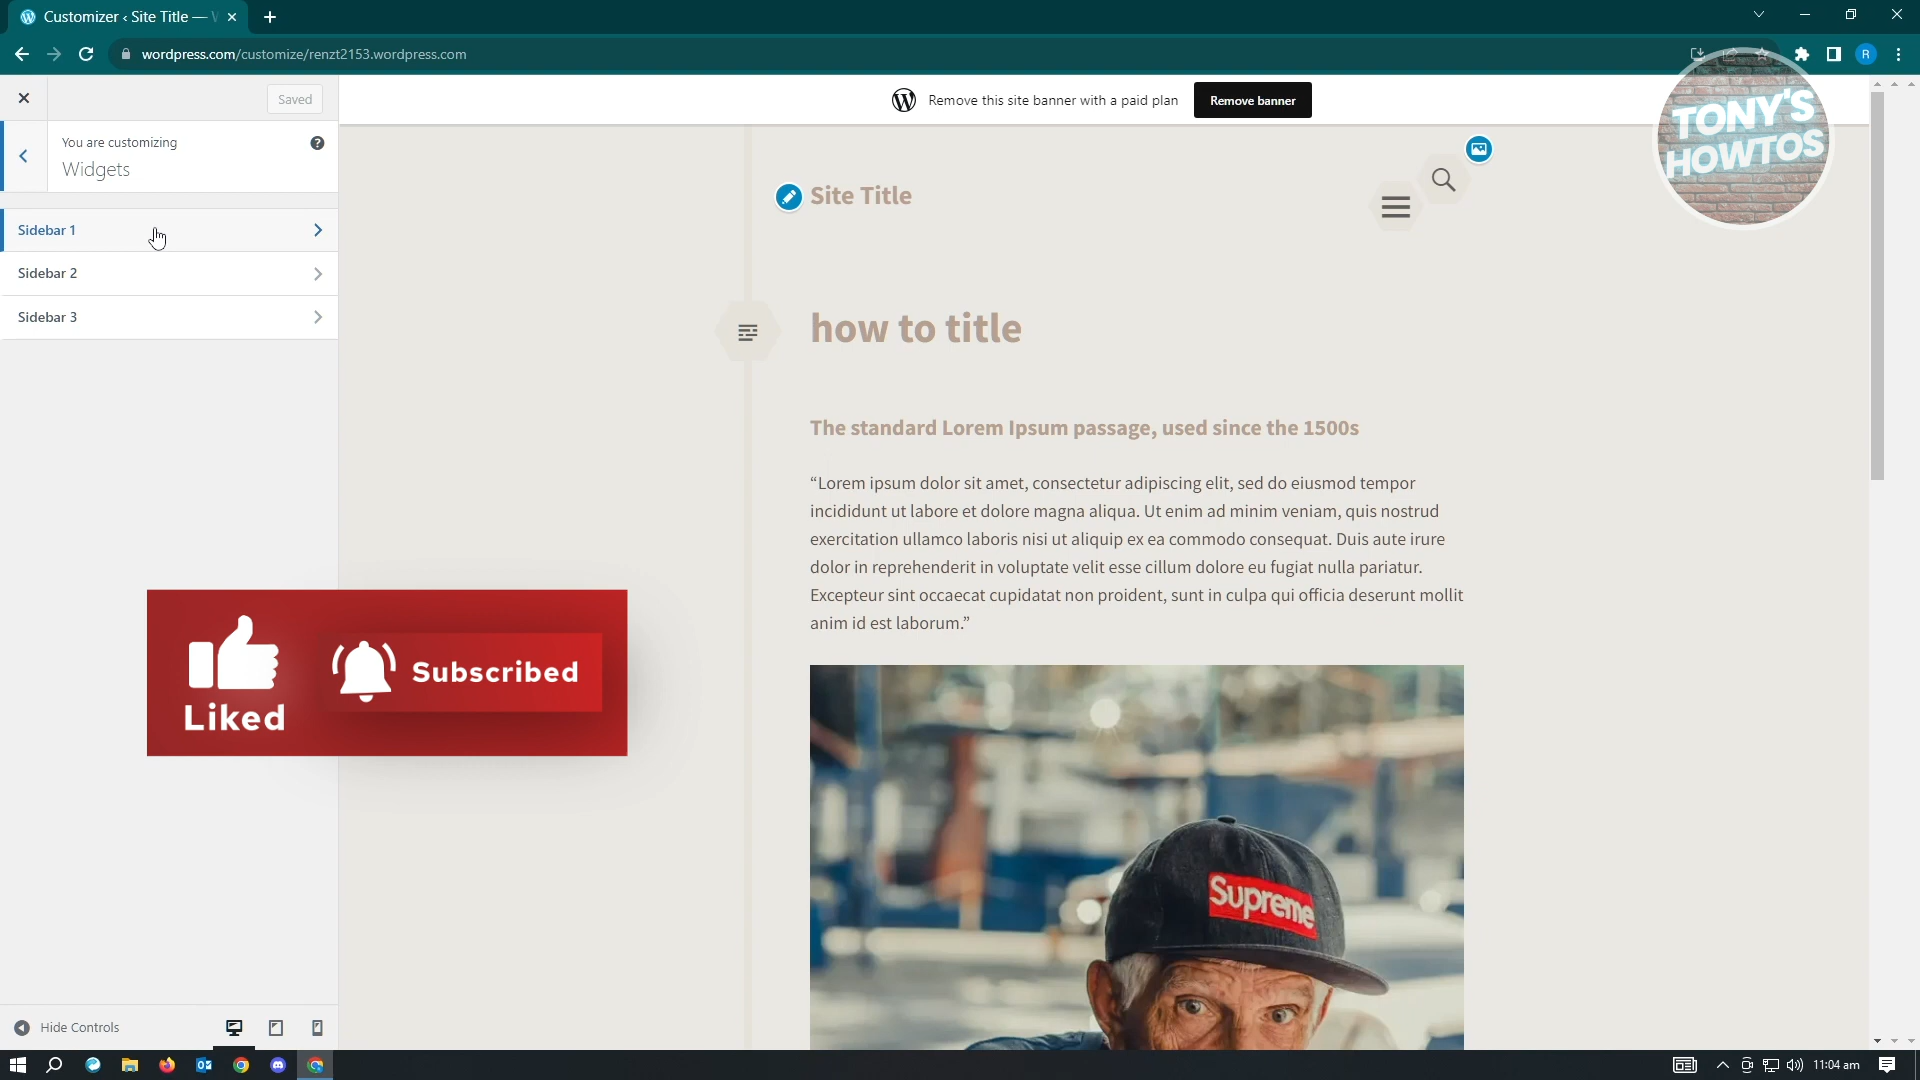 Customizer ‹ Site Title — W
wordpress.com/customize/renzt2153.wordpress.com
R
Saved
Remove this site banner with a paid plan
Remove banner
TONY'S
HOWTOS
You are customizing
Widgets
Site Title
Sidebar 1
Sidebar 2
Sidebar 3
how to title
The standard Lorem Ipsum passage, used since the 1500s
“Lorem ipsum dolor sit amet, consectetur adipiscing elit, sed do eiusmod tempor
incididunt ut labore et dolore magna aliqua. Ut enim ad minim veniam, quis nostrud
exercitation ullamco laboris nisi ut aliquip ex ea commodo consequat. Duis aute irure
dolor in reprehenderit in voluptate velit esse cillum dolore eu fugiat nulla pariatur.
Excepteur sint occaecat cupidatat non proident, sunt in culpa qui officia deserunt mollit
anim id est laborum.”
Liked
Subscribed
Supreme
Hide Controls
11:04 am